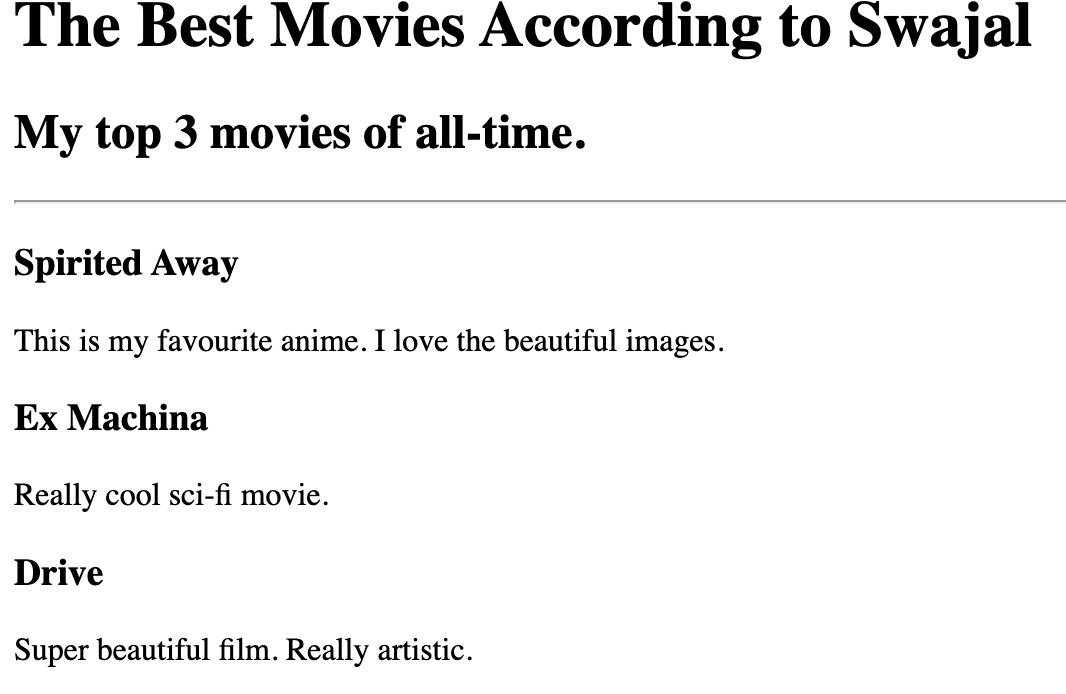 The Best Movies According to Swajal
My top 3 movies of all-time.
Spirited Away
This is my favourite anime. I love the beautiful images.
Ex Machina
Really cool sci-fi movie.
Drive
Super beautiful film. Really artistic.